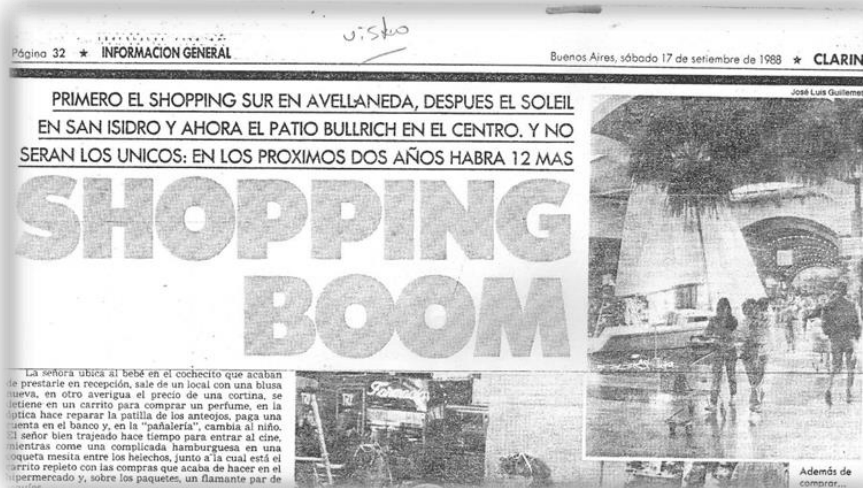 visko
Página 32 ★ INFORMACION GENERAL
Buenos Aires, sábado 17 de setiembre de 1988 ★ CLARIN
José Luis Guillemet
PRIMERO EL SHOPPING SUR EN AVELLANEDA, DESPUES EL SOLEIL
EN SAN ISIDRO Y AHORA EL PATIO BULLRICH EN EL CENTRO. Y NO
SERAN LOS UNICOS: EN LOS PROXIMOS DOS AÑOS HABRA 12 MAS
SHOPPING
BOOM
La señora ubica al bebé en el cochecito que acaban
de prestarle en recepción, sale de un local con una blusa
nueva, en otro averigua el precio de una cortina, se
detiene en un carrito para comprar un perfume, en la
óptica hace reparar la patilla de los anteojos, paga una
cuenta en el banco y, en la "pañalería", cambia al niño.
El señor bien trajeado hace tiempo para entrar al cine,
mientras come una complicada hamburguesa en una
coqueta mesita entre los helechos, junto a la cual está el
carrito repleto con las compras que acaba de hacer en el
hipermercado y, sobre los paquetes, un flamante par de
Además de
comprar...